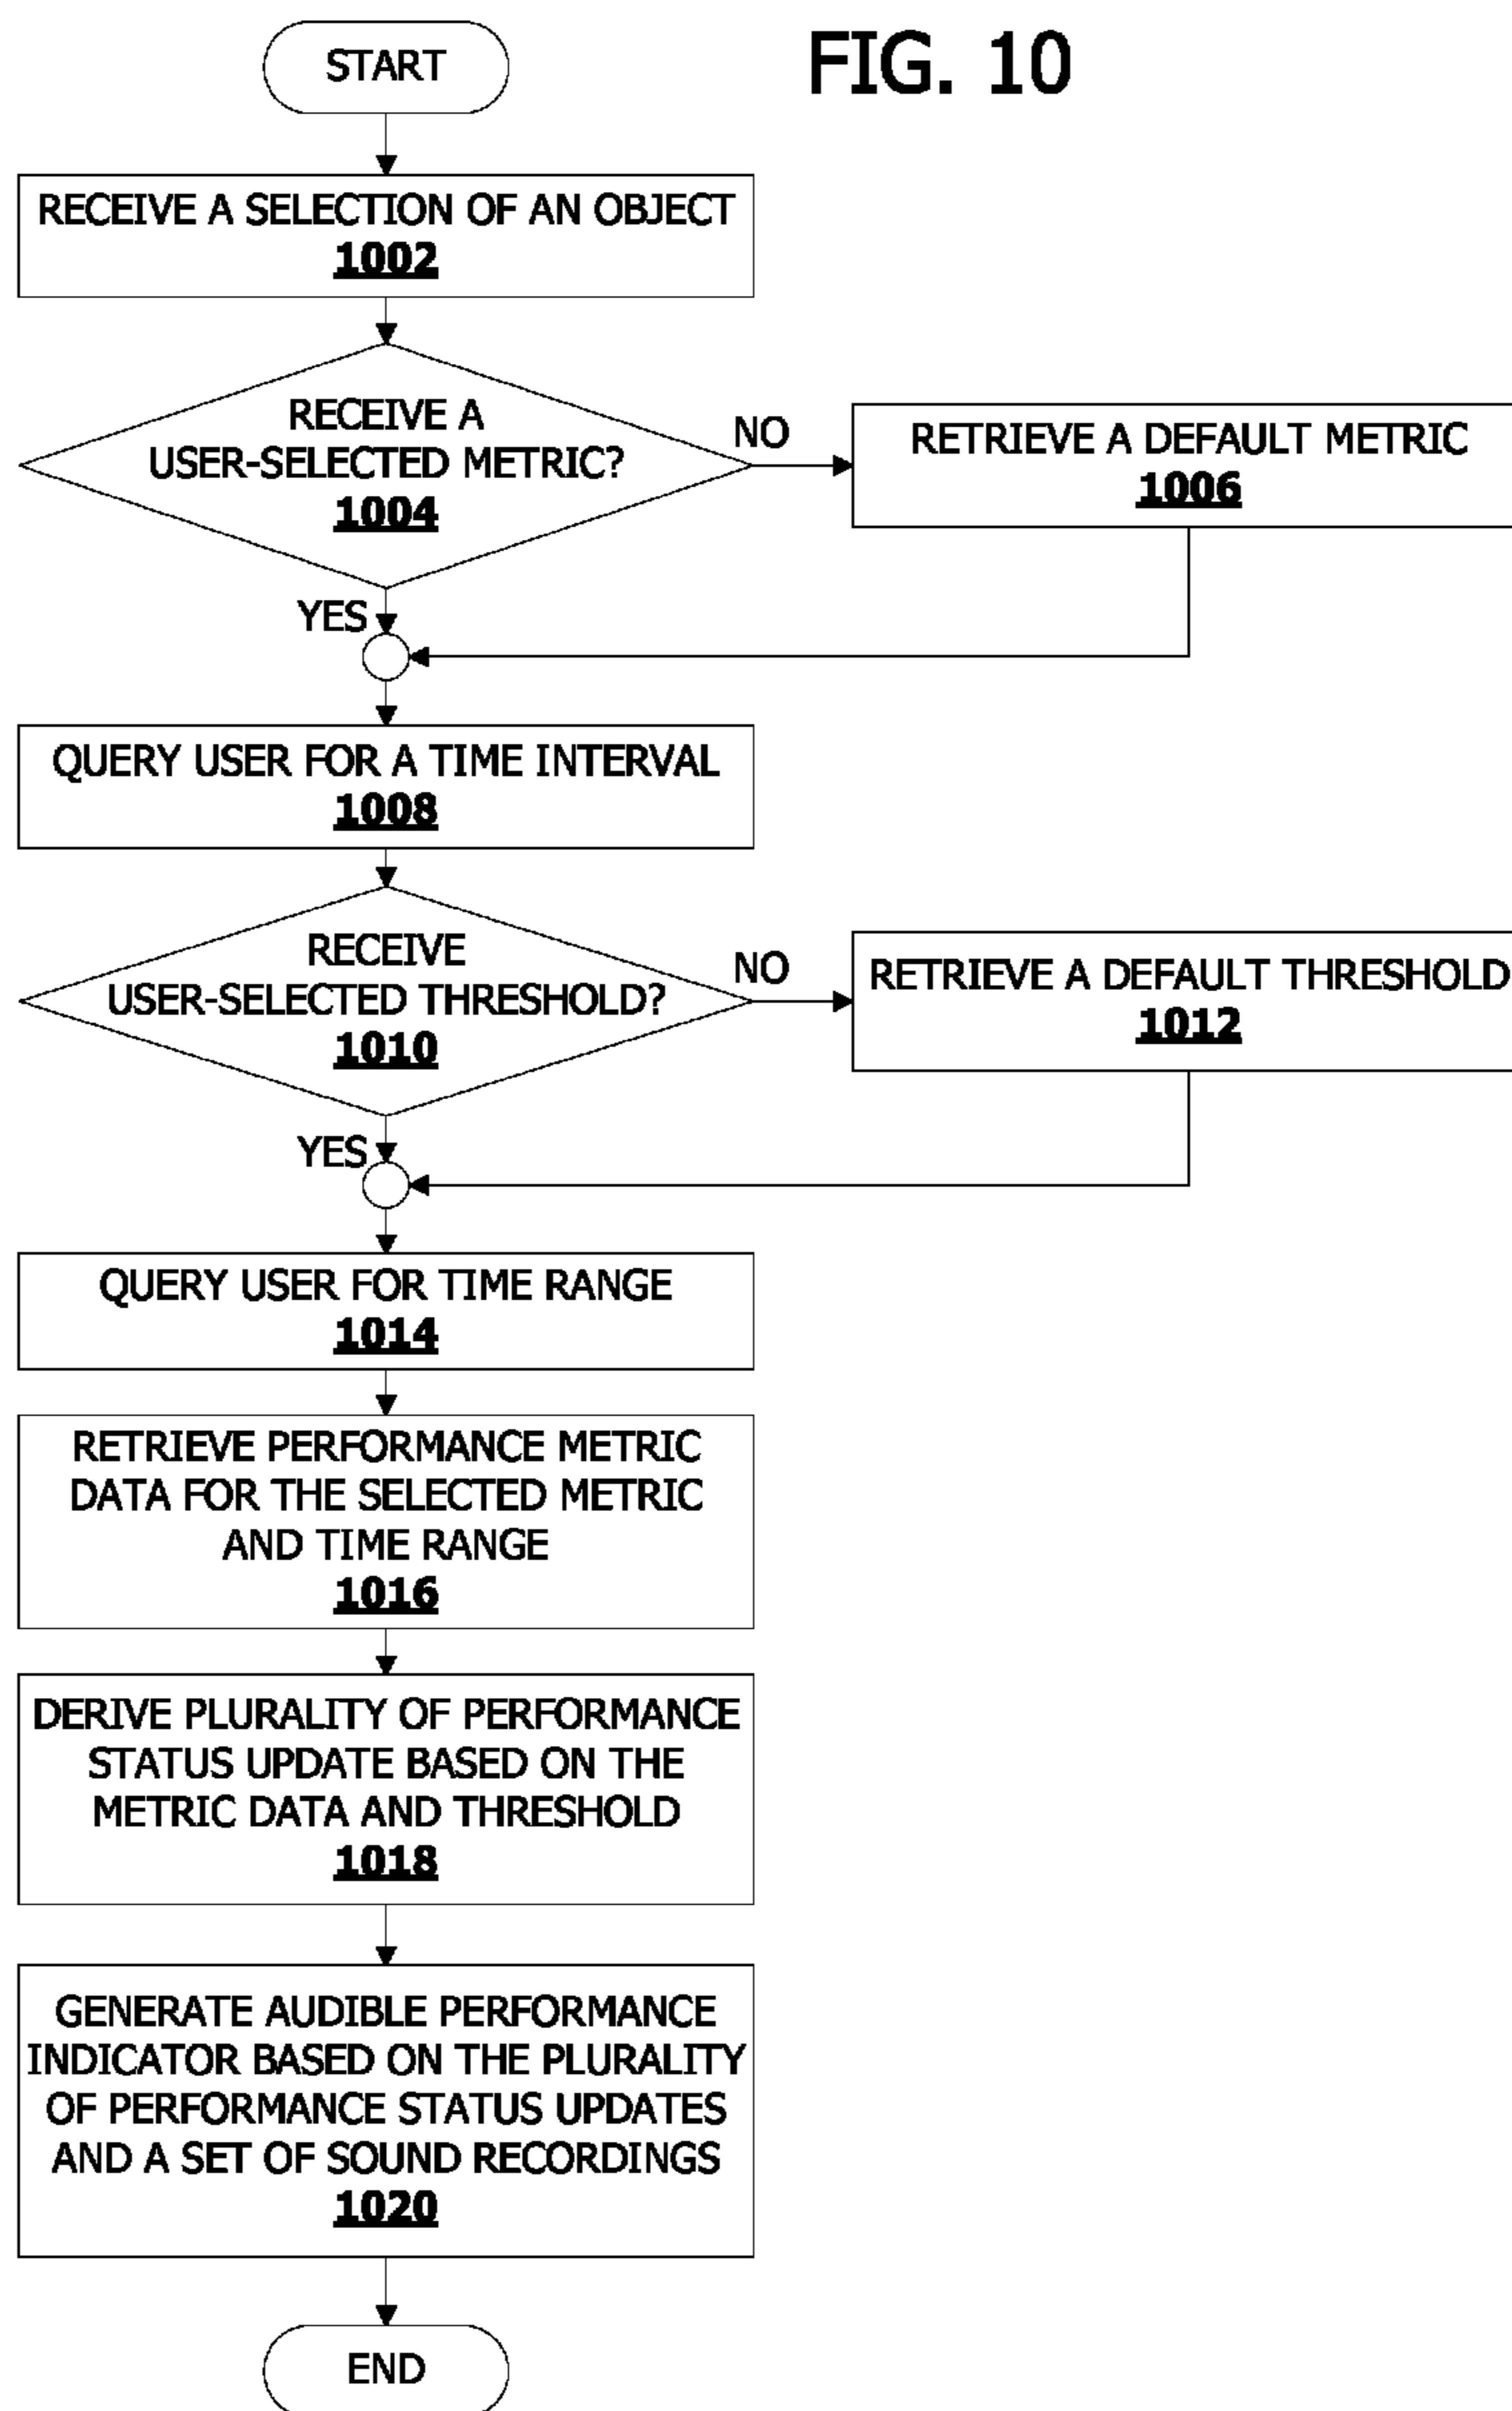 START
FIG. 10
RECEIVE A SELECTION OF AN OBJECT
1002
RECEIVE A
USER-SELECTED METRIC?
1004
NO
RETRIEVE A DEFAULT METRIC
1006
YES
QUERY USER FOR A TIME INTERVAL
1008
RECEIVE
USER-SELECTED THRESHOLD?
1010
NO
RETRIEVE A DEFAULT THRESHOLD
1012
YES
QUERY USER FOR TIME RANGE
1014
RETRIEVE PERFORMANCE METRIC
DATA FOR THE SELECTED METRIC
AND TIME RANGE
1016
DERIVE PLURALITY OF PERFORMANCE
STATUS UPDATE BASED ON THE
METRIC DATA AND THRESHOLD
1018
GENERATE AUDIBLE PERFORMANCE
INDICATOR BASED ON THE PLURALITY
OF PERFORMANCE STATUS UPDATES
AND A SET OF SOUND RECORDINGS
1020
END